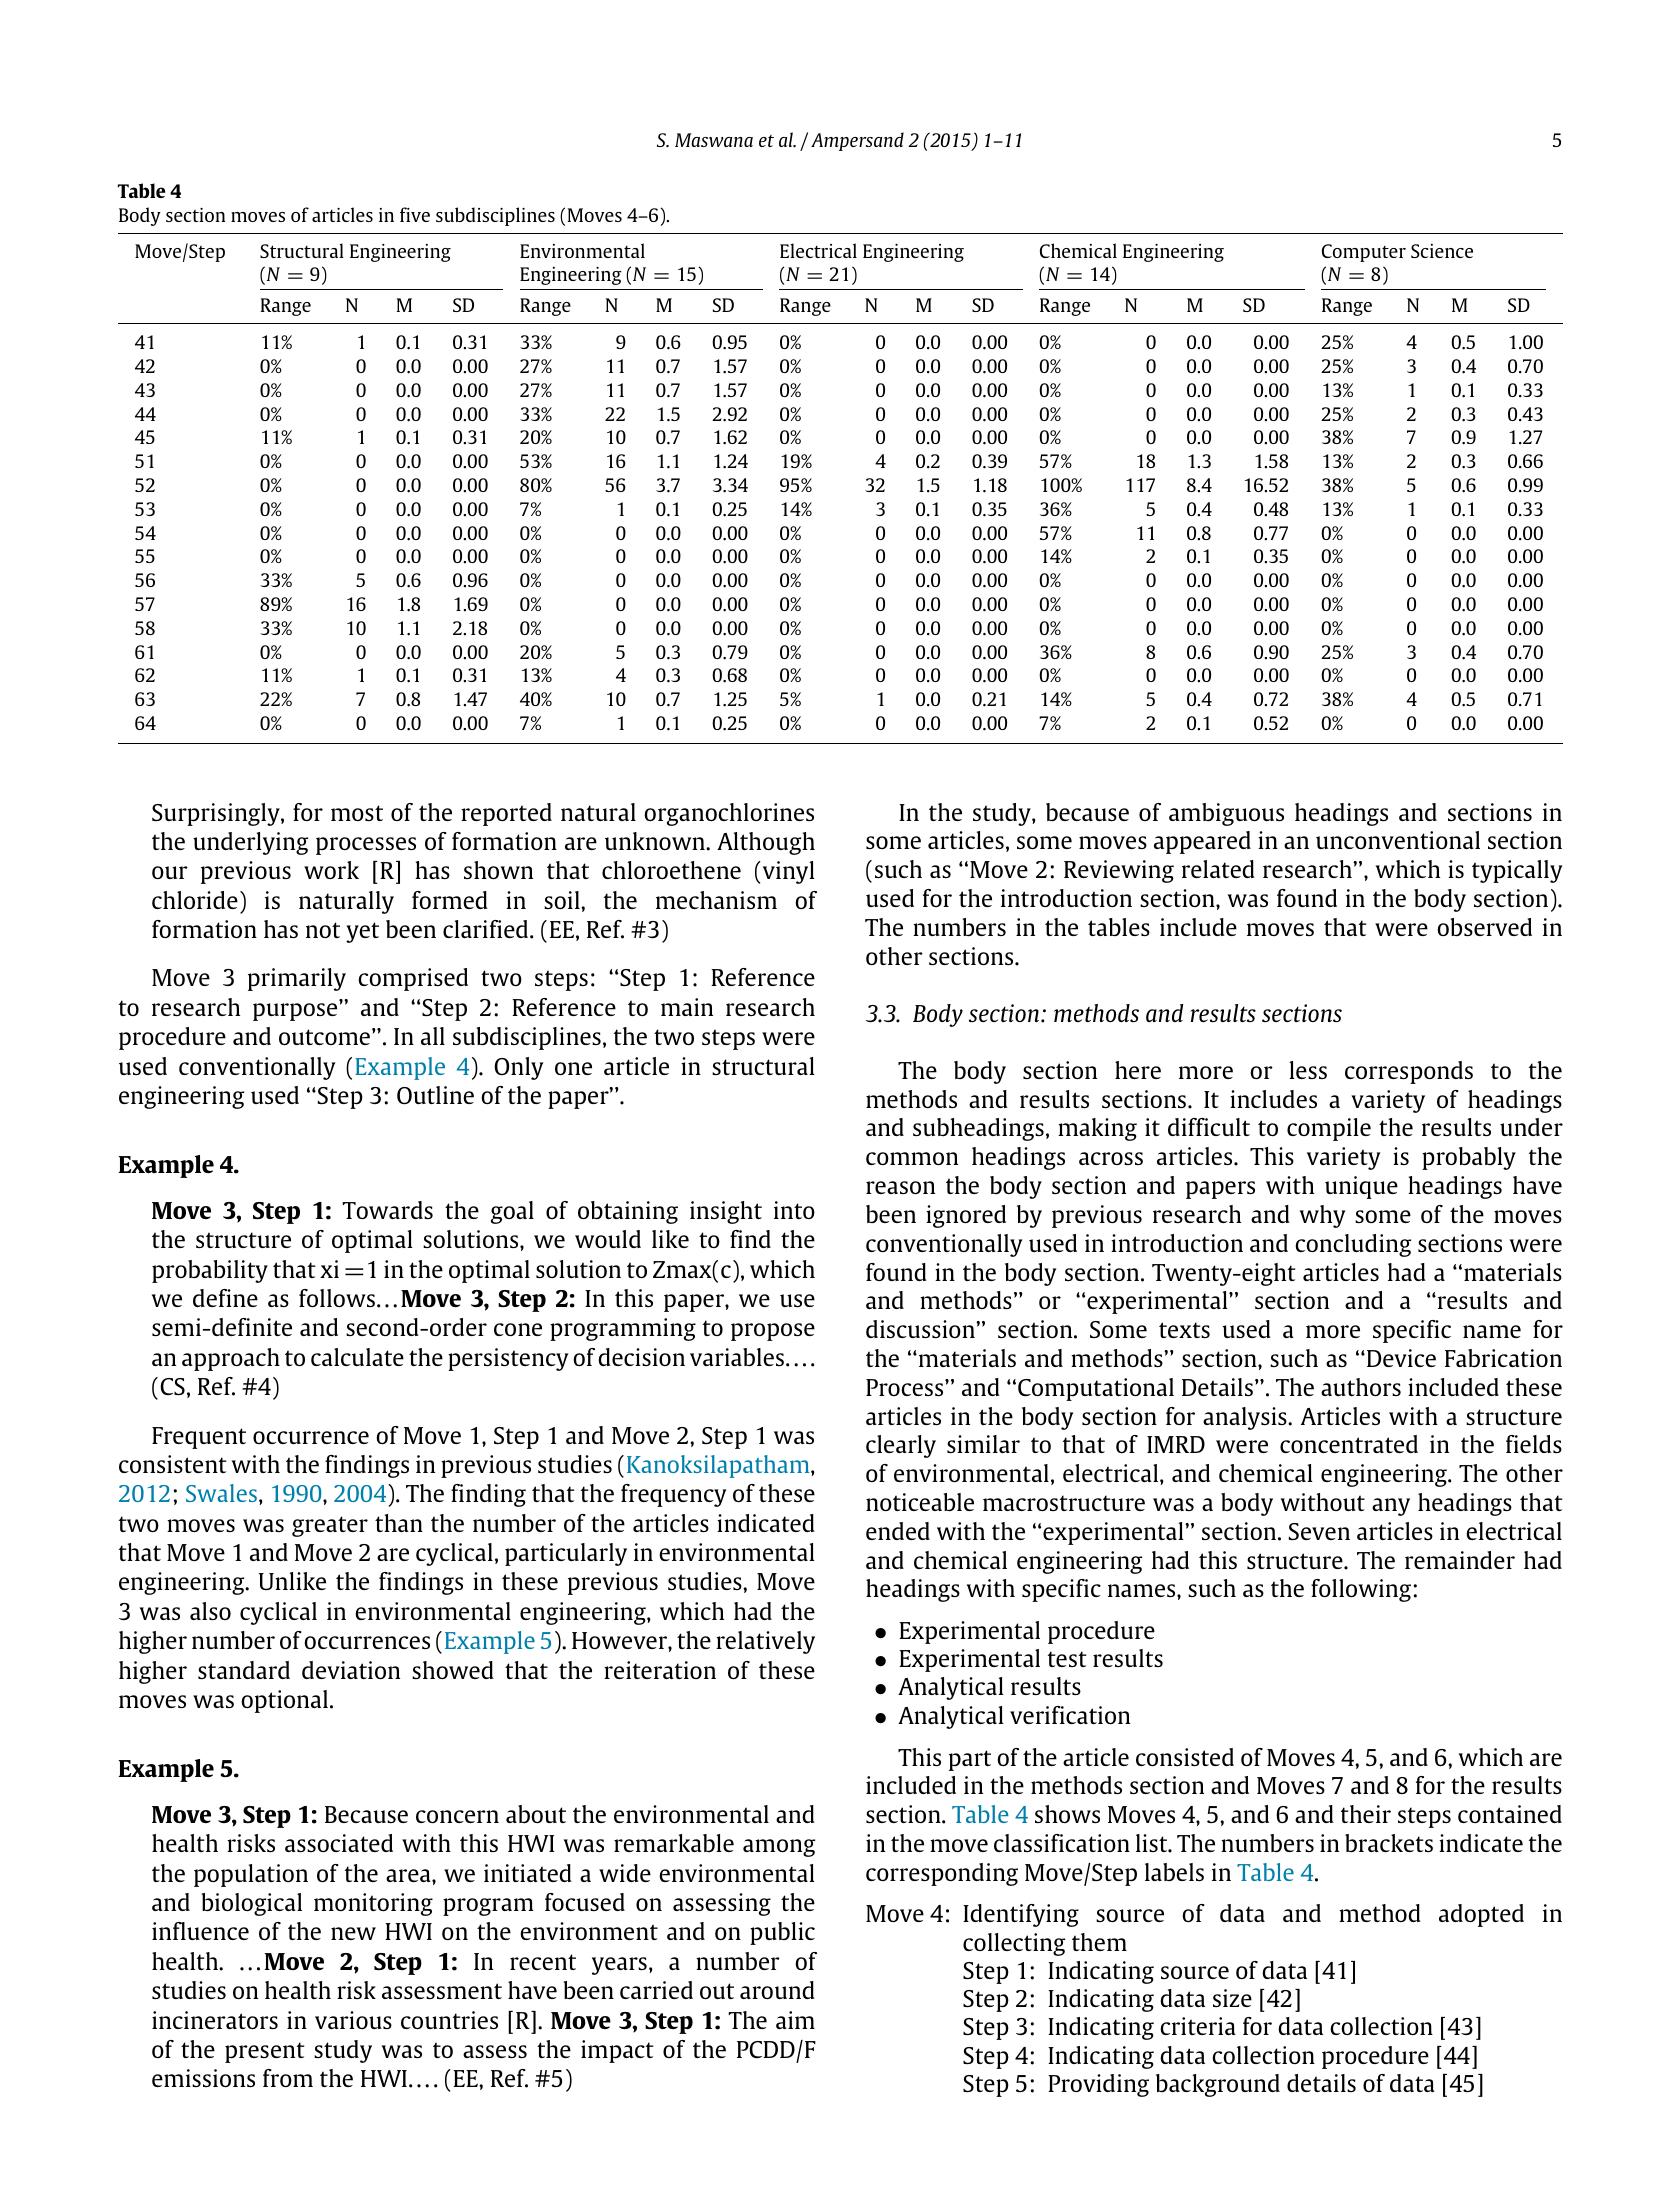 S. Maswana et al. / Ampersand 2 (2015) 1–11
5
Table 4
Body section moves of articles in five subdisciplines (Moves 4–6).
Move/Step Structural Engineering (N = 9) Environmental Engineering (N = 15) Electrical Engineering (N = 21) Chemical Engineering (N = 14) Computer Science (N = 8)
Range N M SD Range N M SD Range N M SD Range N M SD Range N M SD
41 11% 1 0.1 0.31 33% 9 0.6 0.95 0% 0 0.0 0.00 0% 0 0.0 0.00 25% 4 0.5 1.00
42 0% 0 0.0 0.00 27% 11 0.7 1.57 0% 0 0.0 0.00 0% 0 0.0 0.00 25% 3 0.4 0.70
43 0% 0 0.0 0.00 27% 11 0.7 1.57 0% 0 0.0 0.00 0% 0 0.0 0.00 13% 1 0.1 0.33
44 0% 0 0.0 0.00 33% 22 1.5 2.92 0% 0 0.0 0.00 0% 0 0.0 0.00 25% 2 0.3 0.43
45 11% 1 0.1 0.31 20% 10 0.7 1.62 0% 0 0.0 0.00 0% 0 0.0 0.00 38% 7 0.9 1.27
51 0% 0 0.0 0.00 53% 16 1.1 1.24 19% 4 0.2 0.39 57% 18 1.3 1.58 13% 2 0.3 0.66
52 0% 0 0.0 0.00 80% 56 3.7 3.34 95% 32 1.5 1.18 100% 117 8.4 16.52 38% 5 0.6 0.99
53 0% 0 0.0 0.00 7% 1 0.1 0.25 14% 3 0.1 0.35 36% 5 0.4 0.48 13% 1 0.1 0.33
54 0% 0 0.0 0.00 0% 0 0.0 0.00 0% 0 0.0 0.00 57% 11 0.8 0.77 0% 0 0.0 0.00
55 0% 0 0.0 0.00 0% 0 0.0 0.00 0% 0 0.0 0.00 14% 2 0.1 0.35 0% 0 0.0 0.00
56 33% 5 0.6 0.96 0% 0 0.0 0.00 0% 0 0.0 0.00 0% 0 0.0 0.00 0% 0 0.0 0.00
57 89% 16 1.8 1.69 0% 0 0.0 0.00 0% 0 0.0 0.00 0% 0 0.0 0.00 0% 0 0.0 0.00
58 33% 10 1.1 2.18 0% 0 0.0 0.00 0% 0 0.0 0.00 0% 0 0.0 0.00 0% 0 0.0 0.00
61 0% 0 0.0 0.00 20% 5 0.3 0.79 0% 0 0.0 0.00 36% 8 0.6 0.90 25% 3 0.4 0.70
62 11% 1 0.1 0.31 13% 4 0.3 0.68 0% 0 0.0 0.00 0% 0 0.0 0.00 0% 0 0.0 0.00
63 22% 7 0.8 1.47 40% 10 0.7 1.25 5% 1 0.0 0.21 14% 5 0.4 0.72 38% 4 0.5 0.71
64 0% 0 0.0 0.00 7% 1 0.1 0.25 0% 0 0.0 0.00 7% 2 0.1 0.52 0% 0 0.0 0.00
Surprisingly, for most of the reported natural organochlorines
the underlying processes of formation are unknown. Although
our previous work [R] has shown that chloroethene (vinyl
chloride) is naturally formed in soil, the mechanism of
formation has not yet been clarified. (EE, Ref. #3)
Move 3 primarily comprised two steps: “Step 1: Reference
to research purpose” and “Step 2: Reference to main research
procedure and outcome”. In all subdisciplines, the two steps were
used conventionally (Example 4). Only one article in structural
engineering used “Step 3: Outline of the paper”.
Example 4.
Move 3, Step 1: Towards the goal of obtaining insight into
the structure of optimal solutions, we would like to find the
probability that xi = 1 in the optimal solution to Zmax(c), which
we define as follows...Move 3, Step 2: In this paper, we use
semi-definite and second-order cone programming to propose
an approach to calculate the persistency of decision variables....
(CS, Ref. #4)
Frequent occurrence of Move 1, Step 1 and Move 2, Step 1 was
consistent with the findings in previous studies (Kanoksilapatham,
2012; Swales, 1990, 2004). The finding that the frequency of these
two moves was greater than the number of the articles indicated
that Move 1 and Move 2 are cyclical, particularly in environmental
engineering. Unlike the findings in these previous studies, Move
3 was also cyclical in environmental engineering, which had the
higher number of occurrences (Example 5). However, the relatively
higher standard deviation showed that the reiteration of these
moves was optional.
Example 5.
Move 3, Step 1: Because concern about the environmental and
health risks associated with this HWI was remarkable among
the population of the area, we initiated a wide environmental
and biological monitoring program focused on assessing the
influence of the new HWI on the environment and on public
health. ...Move 2, Step 1: In recent years, a number of
studies on health risk assessment have been carried out around
incinerators in various countries [R]. Move 3, Step 1: The aim
of the present study was to assess the impact of the PCDD/F
emissions from the HWI.... (EE, Ref. #5)
In the study, because of ambiguous headings and sections in
some articles, some moves appeared in an unconventional section
(such as “Move 2: Reviewing related research”, which is typically
used for the introduction section, was found in the body section).
The numbers in the tables include moves that were observed in
other sections.
3.3. Body section: methods and results sections
The body section here more or less corresponds to the
methods and results sections. It includes a variety of headings
and subheadings, making it difficult to compile the results under
common headings across articles. This variety is probably the
reason the body section and papers with unique headings have
been ignored by previous research and why some of the moves
conventionally used in introduction and concluding sections were
found in the body section. Twenty-eight articles had a “materials
and methods” or “experimental” section and a “results and
discussion” section. Some texts used a more specific name for
the “materials and methods” section, such as “Device Fabrication
Process” and “Computational Details”. The authors included these
articles in the body section for analysis. Articles with a structure
clearly similar to that of IMRD were concentrated in the fields
of environmental, electrical, and chemical engineering. The other
noticeable macrostructure was a body without any headings that
ended with the “experimental” section. Seven articles in electrical
and chemical engineering had this structure. The remainder had
headings with specific names, such as the following:
• Experimental procedure
• Experimental test results
• Analytical results
• Analytical verification
This part of the article consisted of Moves 4, 5, and 6, which are
included in the methods section and Moves 7 and 8 for the results
section. Table 4 shows Moves 4, 5, and 6 and their steps contained
in the move classification list. The numbers in brackets indicate the
corresponding Move/Step labels in Table 4.
Move 4: Identifying source of data and method adopted in
collecting them
Step 1: Indicating source of data [41]
Step 2: Indicating data size [42]
Step 3: Indicating criteria for data collection [43]
Step 4: Indicating data collection procedure [44]
Step 5: Providing background details of data [45]